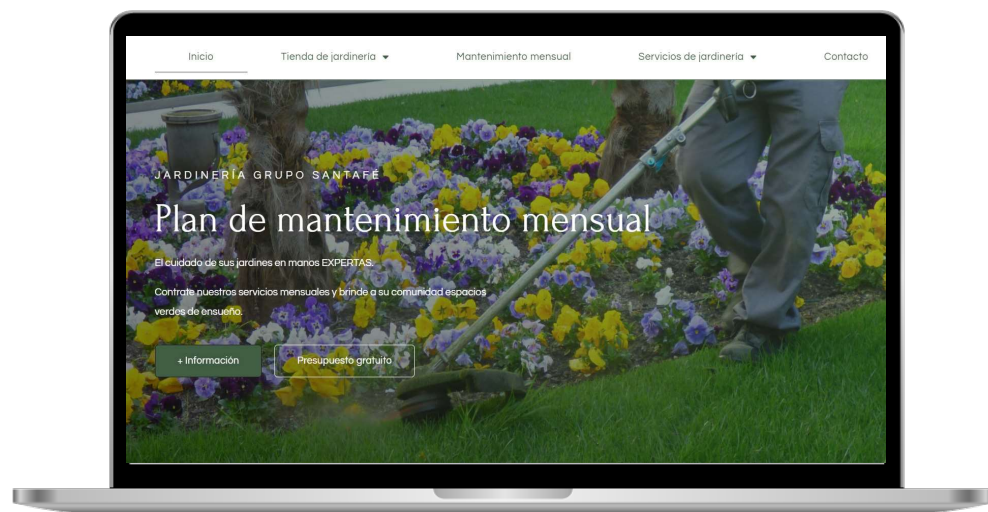 Inicio
Tienda de jardinería
Mantenimiento mensual
Servicios de jardinería
Contacto
JARDINERÍA GRUPO SANTAFÉ
Plan de mantenimiento mensual
El cuidado de sus jardines en manos EXPERTAS.
Contrate nuestros servicios mensuales y brinde a su comunidad espacios
verdes de ensueño.
+ Información
Presupuesto gratuito